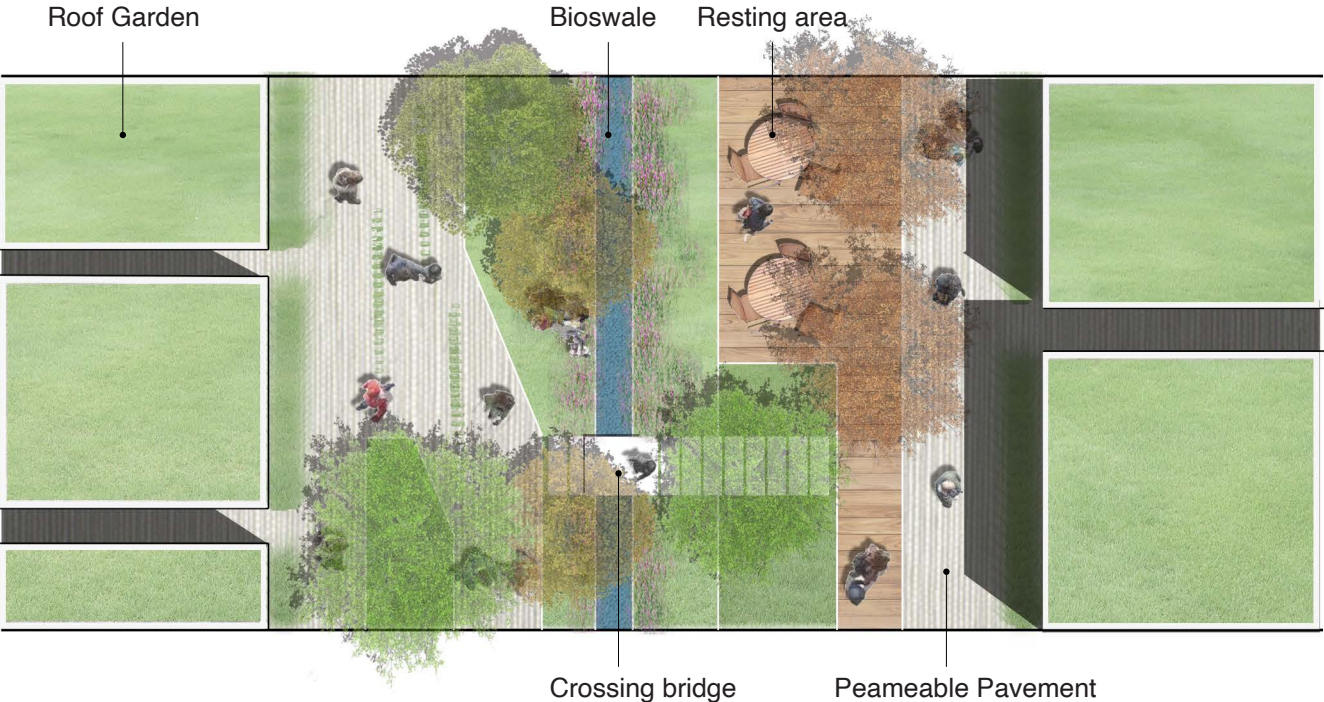 Roof Garden
Bioswale
Resting area
Crossing bridge
Peameable Pavement